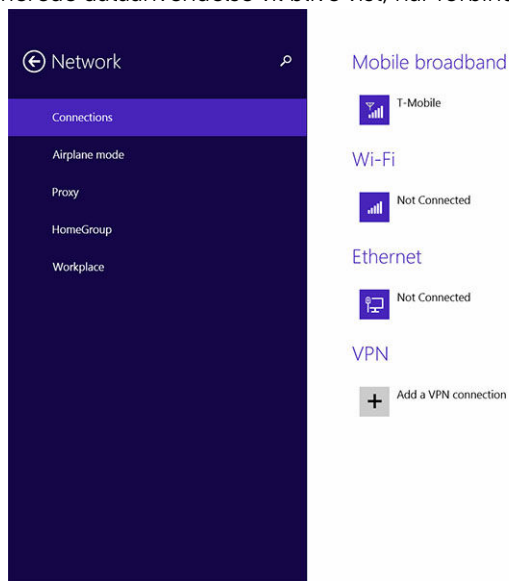 Network
Connections
Airplane mode
Proxy
HomeGroup
Workplace
Mobile broadband
T-Mobile
Wi-Fi
Not Connected
Ethernet
Not Connected
VPN
Add a VPN connection